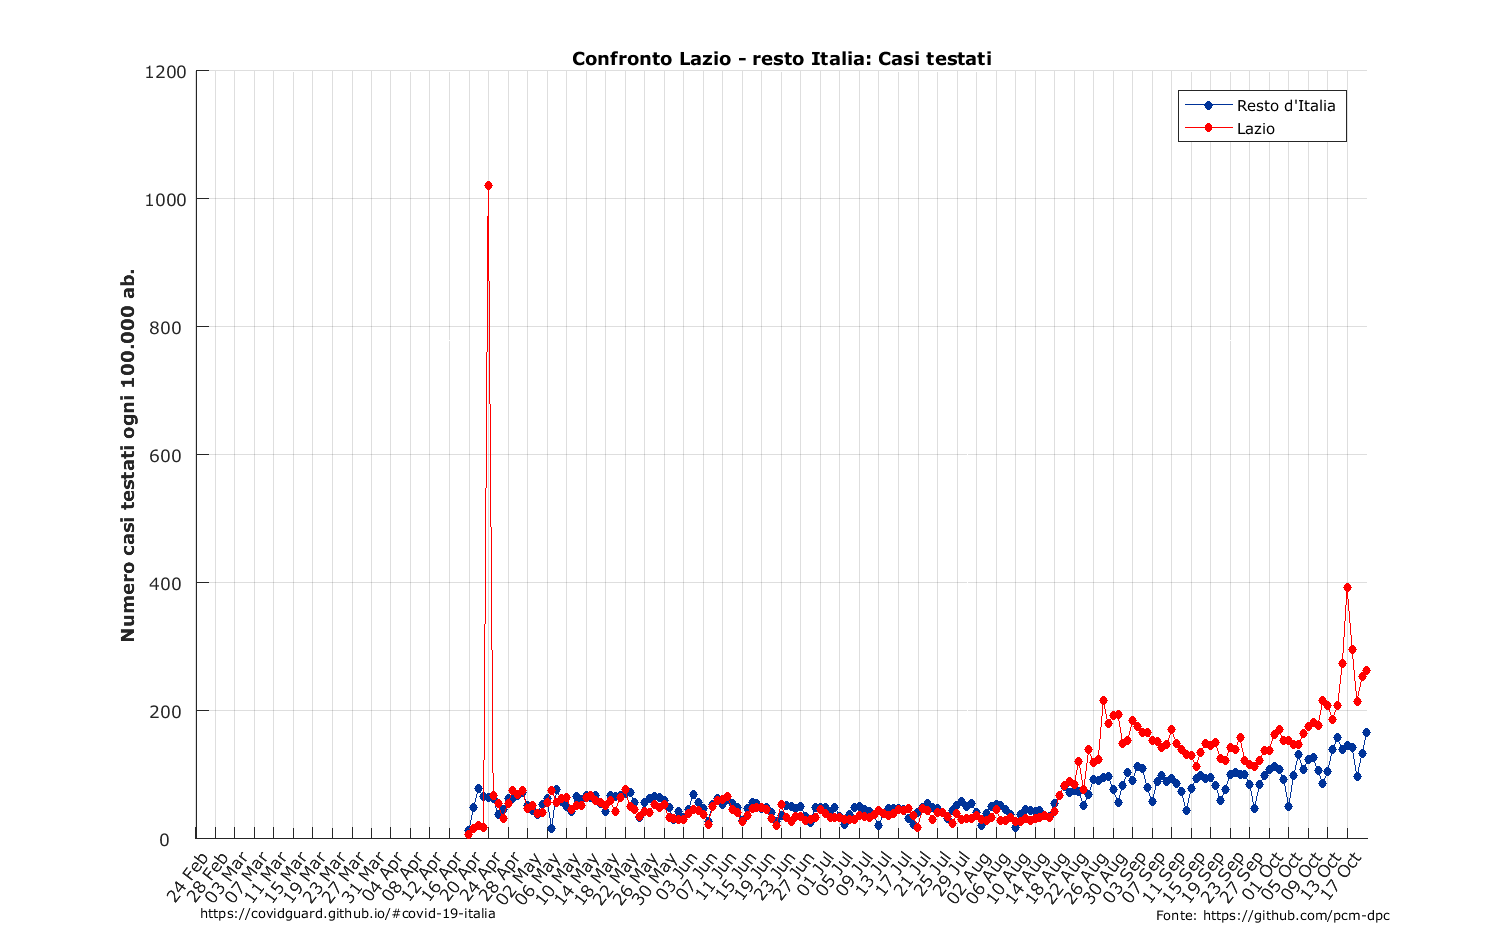 Confronto Lazio - resto Italia: Casi testati
Resto d'Italia
Lazio
Numero casi testati ogni 100.000 ab.
1200
1000
800
600
400
200
0
24 Feb
28 Feb
03 Mar
07 Mar
11 Mar
15 Mar
19 Mar
23 Mar
27 Mar
31 Mar
04 Apr
08 Apr
12 Apr
16 Apr
20 Apr
24 Apr
28 Apr
02 May
06 May
10 May
14 May
18 May
22 May
26 May
30 May
03 Jun
07 Jun
11 Jun
15 Jun
19 Jun
23 Jun
27 Jun
01 Jul
05 Jul
09 Jul
13 Jul
17 Jul
21 Jul
25 Jul
29 Jul
02 Aug
06 Aug
10 Aug
14 Aug
18 Aug
22 Aug
26 Aug
30 Aug
03 Sep
07 Sep
11 Sep
15 Sep
19 Sep
23 Sep
27 Sep
01 Oct
05 Oct
09 Oct
13 Oct
17 Oct
https://covidguard.github.io/#covid-19-italia
Fonte: https://github.com/pcm-dpc